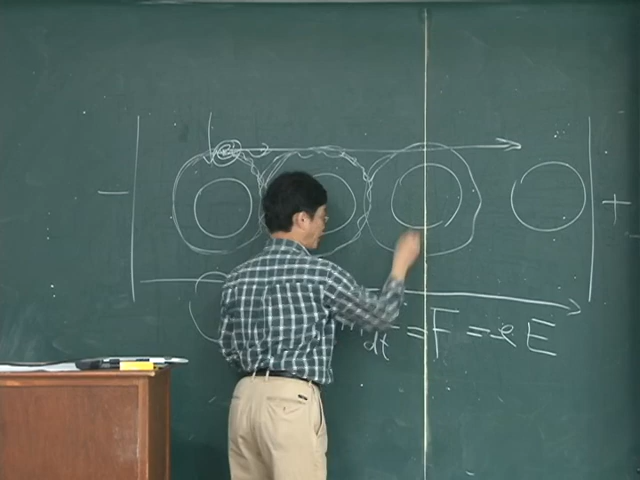 e
− +
dt = F = -e E